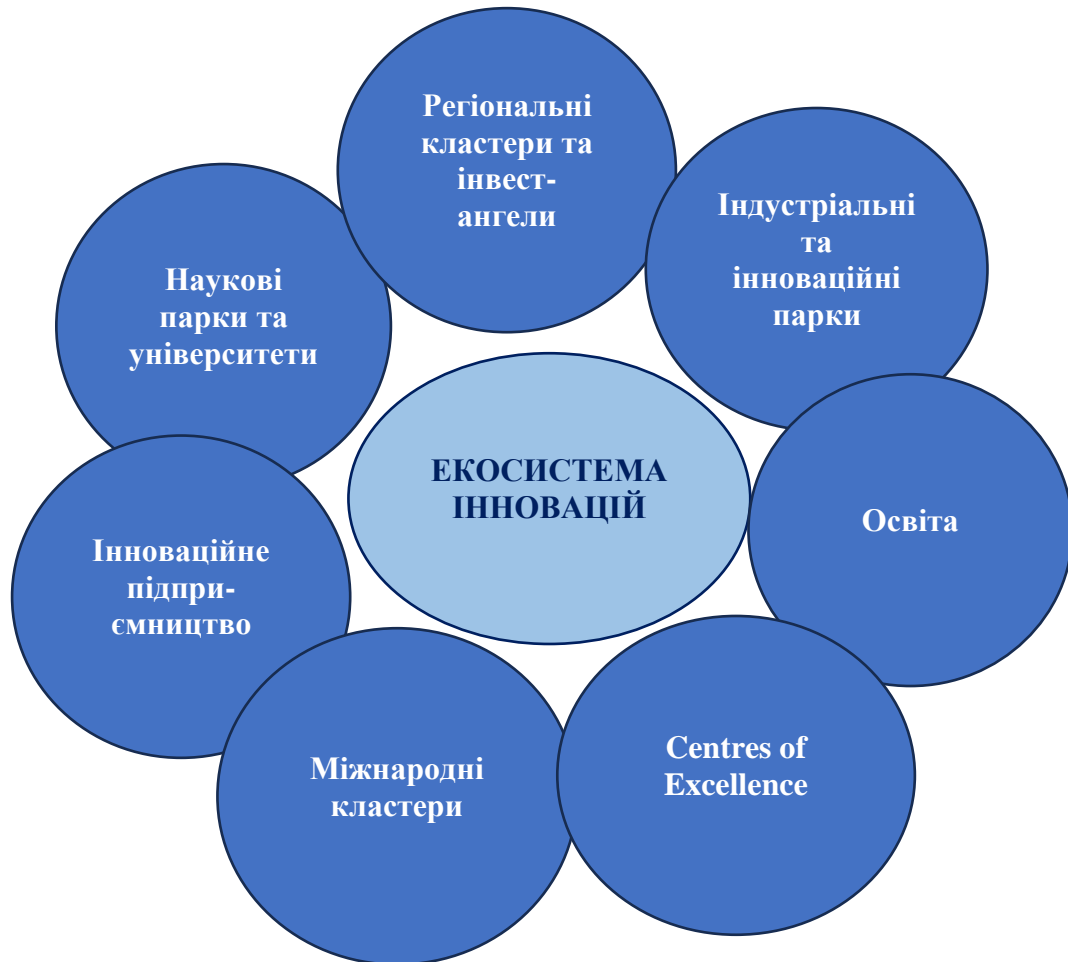 Регіональні
кластери та
інвест-
ангели
Індустріальні
та
інноваційні
парки
Наукові
парки та
університети
ЕКОСИСТЕМА
ІННОВАЦІЙ
Освіта
Інноваційне
підпри-
ємництво
Міжнародні
кластери
Centres of
Excellence